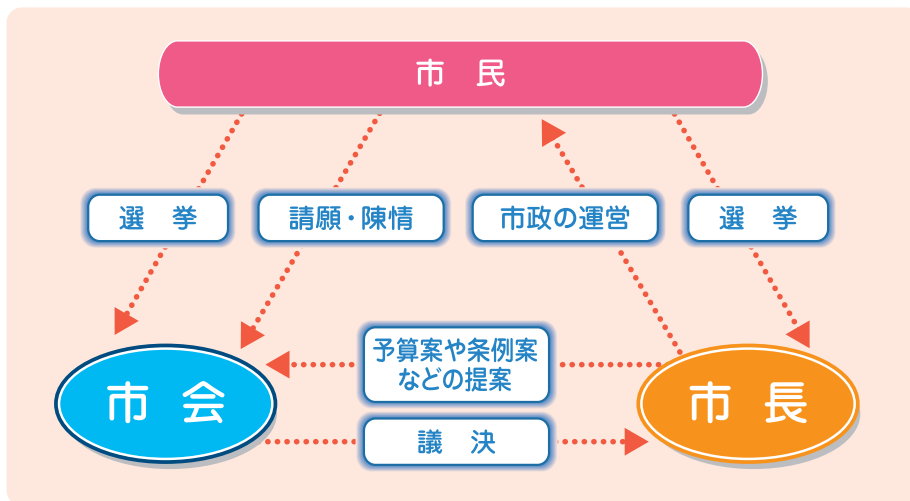 市 民
選 挙
請願・陳情
市政の運営
選 挙
予算案や条例案
などの提案
市 会
市 長
議 決